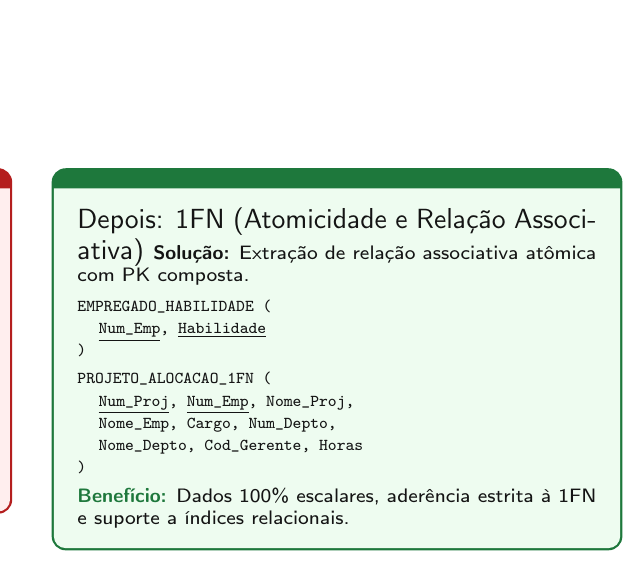 Depois: 1FN (Atomicidade e Relação Associ-
ativa) Solução: Extração de relação associativa atômica
com PK composta.
EMPREGADO_HABILIDADE (
Num_Emp, Habilidade
)
PROJETO_ALOCACAO_1FN (
Num_Proj, Num_Emp, Nome_Proj,
Nome_Emp, Cargo, Num_Depto,
Nome_Depto, Cod_Gerente, Horas
)
Benefício: Dados 100% escalares, aderência estrita à 1FN
e suporte a índices relacionais.